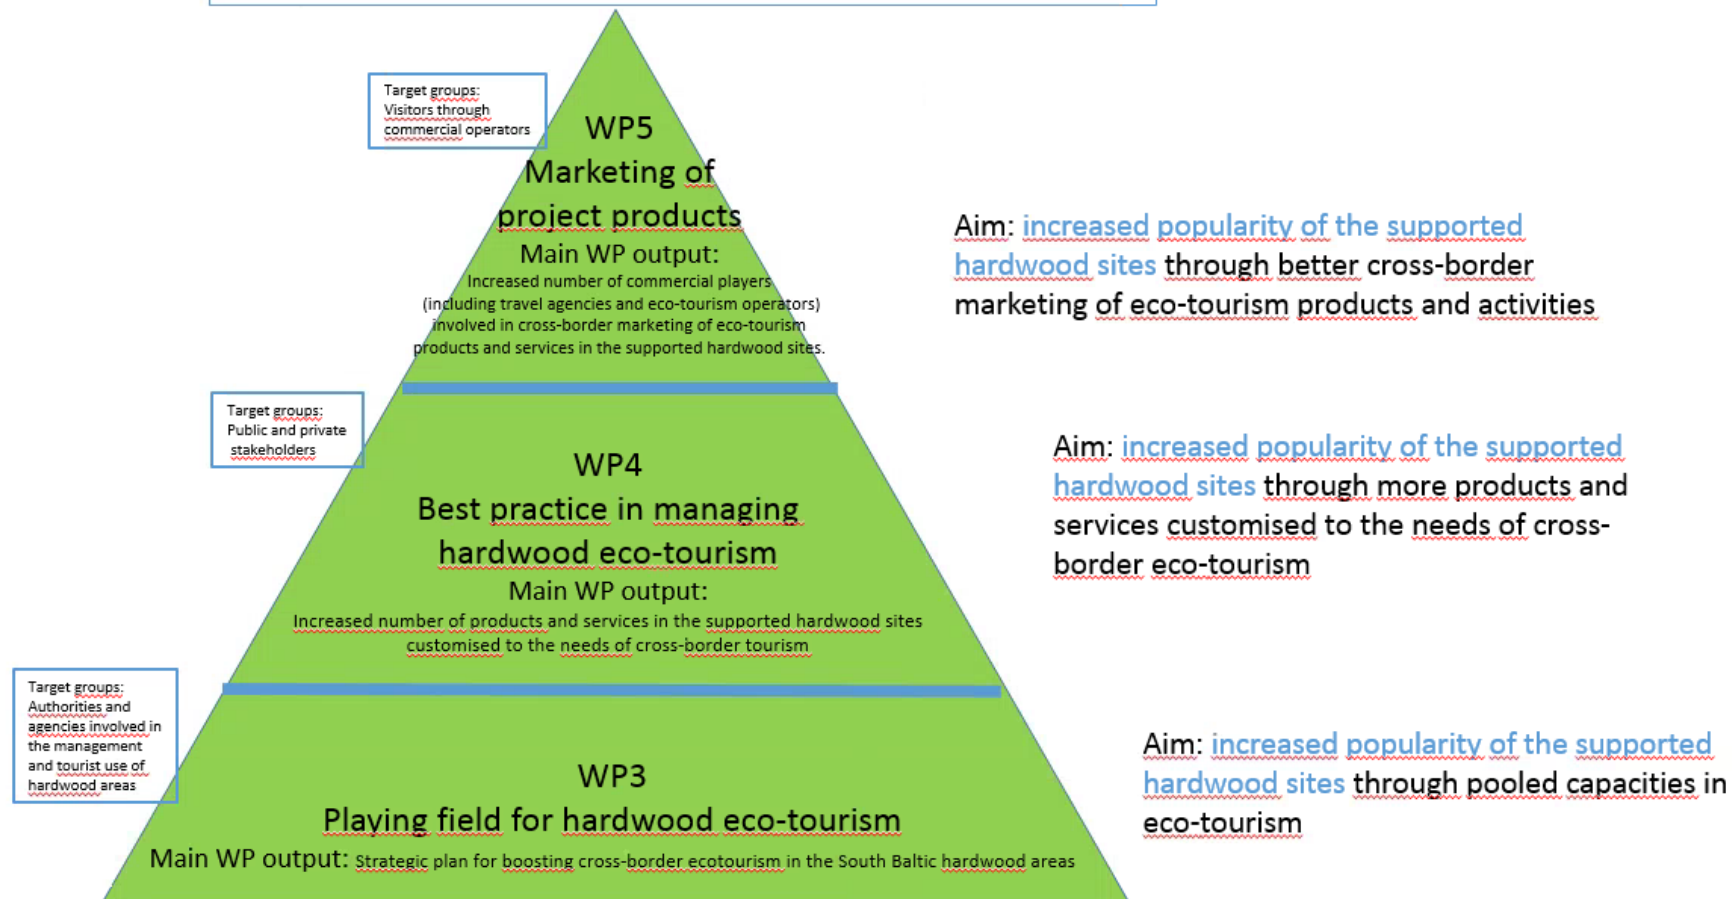 Target groups:
Visitors through
commercial operators
WP5
Marketing of
project products
Main WP output:
Increased number of commercial players
(including travel agencies and eco-tourism operators)
involved in cross-border marketing of eco-tourism
products and services in the supported hardwood sites.
Aim: increased popularity of the supported
hardwood sites through better cross-border
marketing of eco-tourism products and activities
Target groups:
Public and private
stakeholders
WP4
Best practice in managing
hardwood eco-tourism
Main WP output:
Increased number of products and services in the supported hardwood sites
customised to the needs of cross-border tourism
Aim: increased popularity of the supported
hardwood sites through more products and
services customised to the needs of cross-
border eco-tourism
Target groups:
Authorities and
agencies involved in
the management
and tourist use of
hardwood areas
WP3
Playing field for hardwood eco-tourism
Main WP output: Strategic plan for boosting cross-border ecotourism in the South Baltic hardwood areas
Aim: increased popularity of the supported
hardwood sites through pooled capacities in
eco-tourism